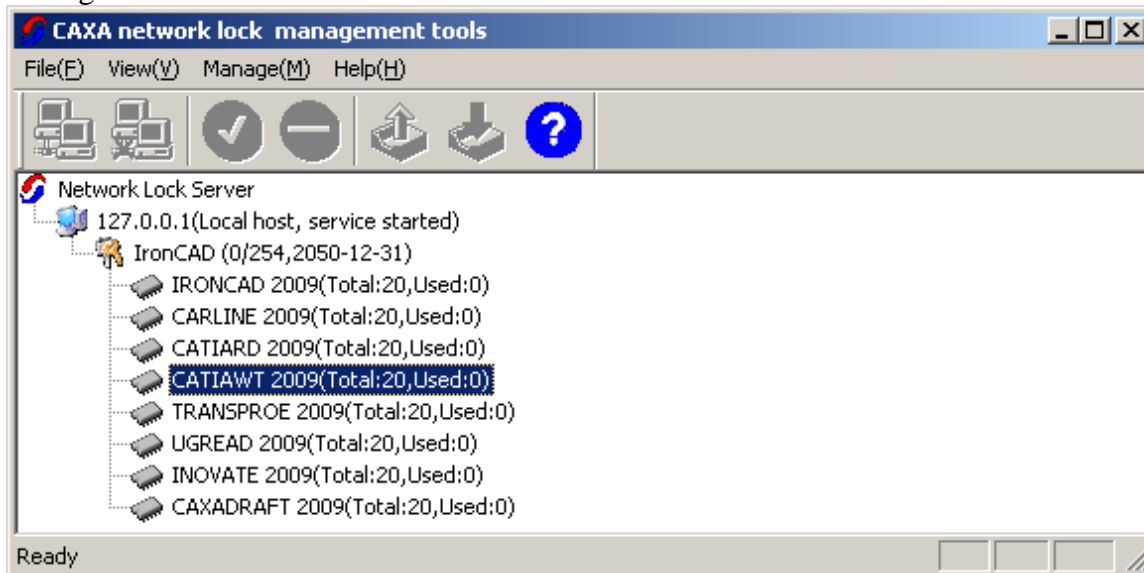 CAXA network lock  management tools
File(F) View(V) Manage(M) Help(H)
Network Lock Server
127.0.0.1(Local host, service started)
IronCAD (0/254,2050-12-31)
IRONCAD 2009(Total:20,Used:0)
CARLINE 2009(Total:20,Used:0)
CATIARD 2009(Total:20,Used:0)
CATIAWT 2009(Total:20,Used:0)
TRANSPROE 2009(Total:20,Used:0)
UGREAD 2009(Total:20,Used:0)
INOVATE 2009(Total:20,Used:0)
CAXADRAFT 2009(Total:20,Used:0)
Ready